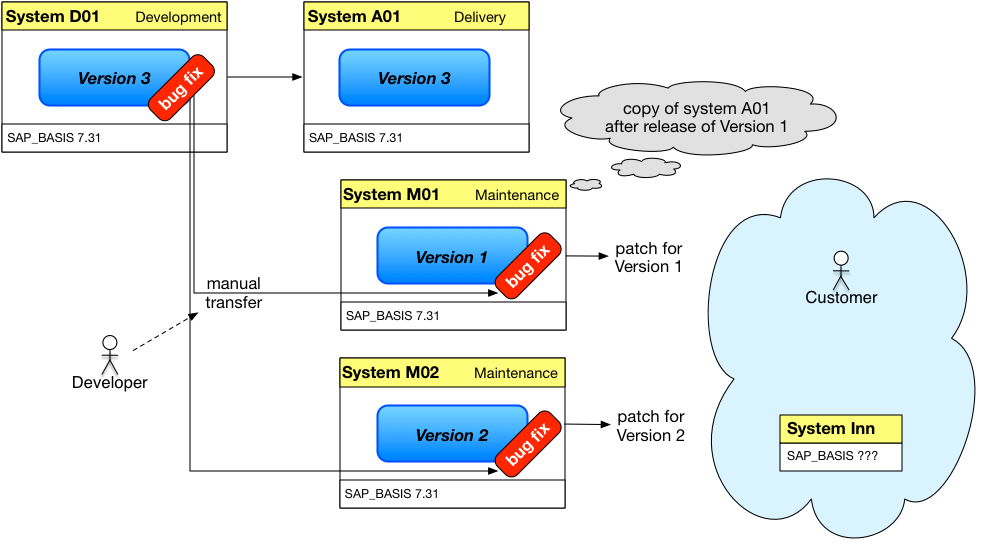 System D01 Development
Version 3
bug fix
SAP_BASIS 7.31
System A01 Delivery
Version 3
SAP_BASIS 7.31
copy of system A01
after release of Version 1
System M01 Maintenance
Version 1
bug fix
SAP_BASIS 7.31
patch for
Version 1
manual
transfer
Developer
System M02 Maintenance
Version 2
bug fix
SAP_BASIS 7.31
patch for
Version 2
Customer
System Inn
SAP_BASIS ???